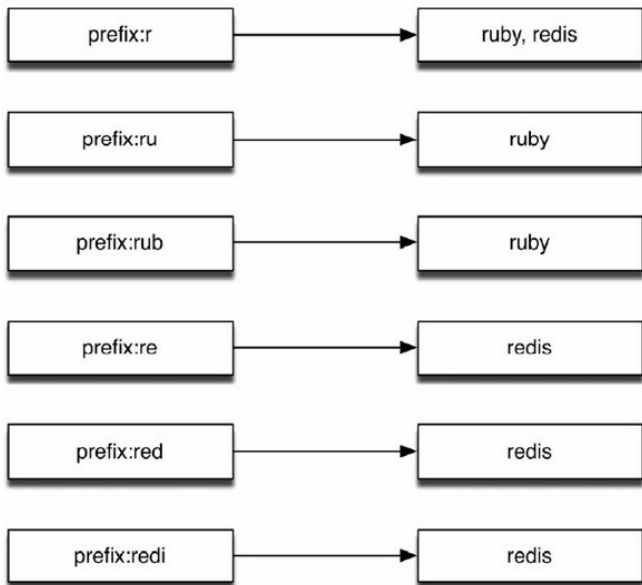 prefix:r ruby, redis
prefix:ru ruby
prefix:rub ruby
prefix:re redis
prefix:red redis
prefix:redi redis